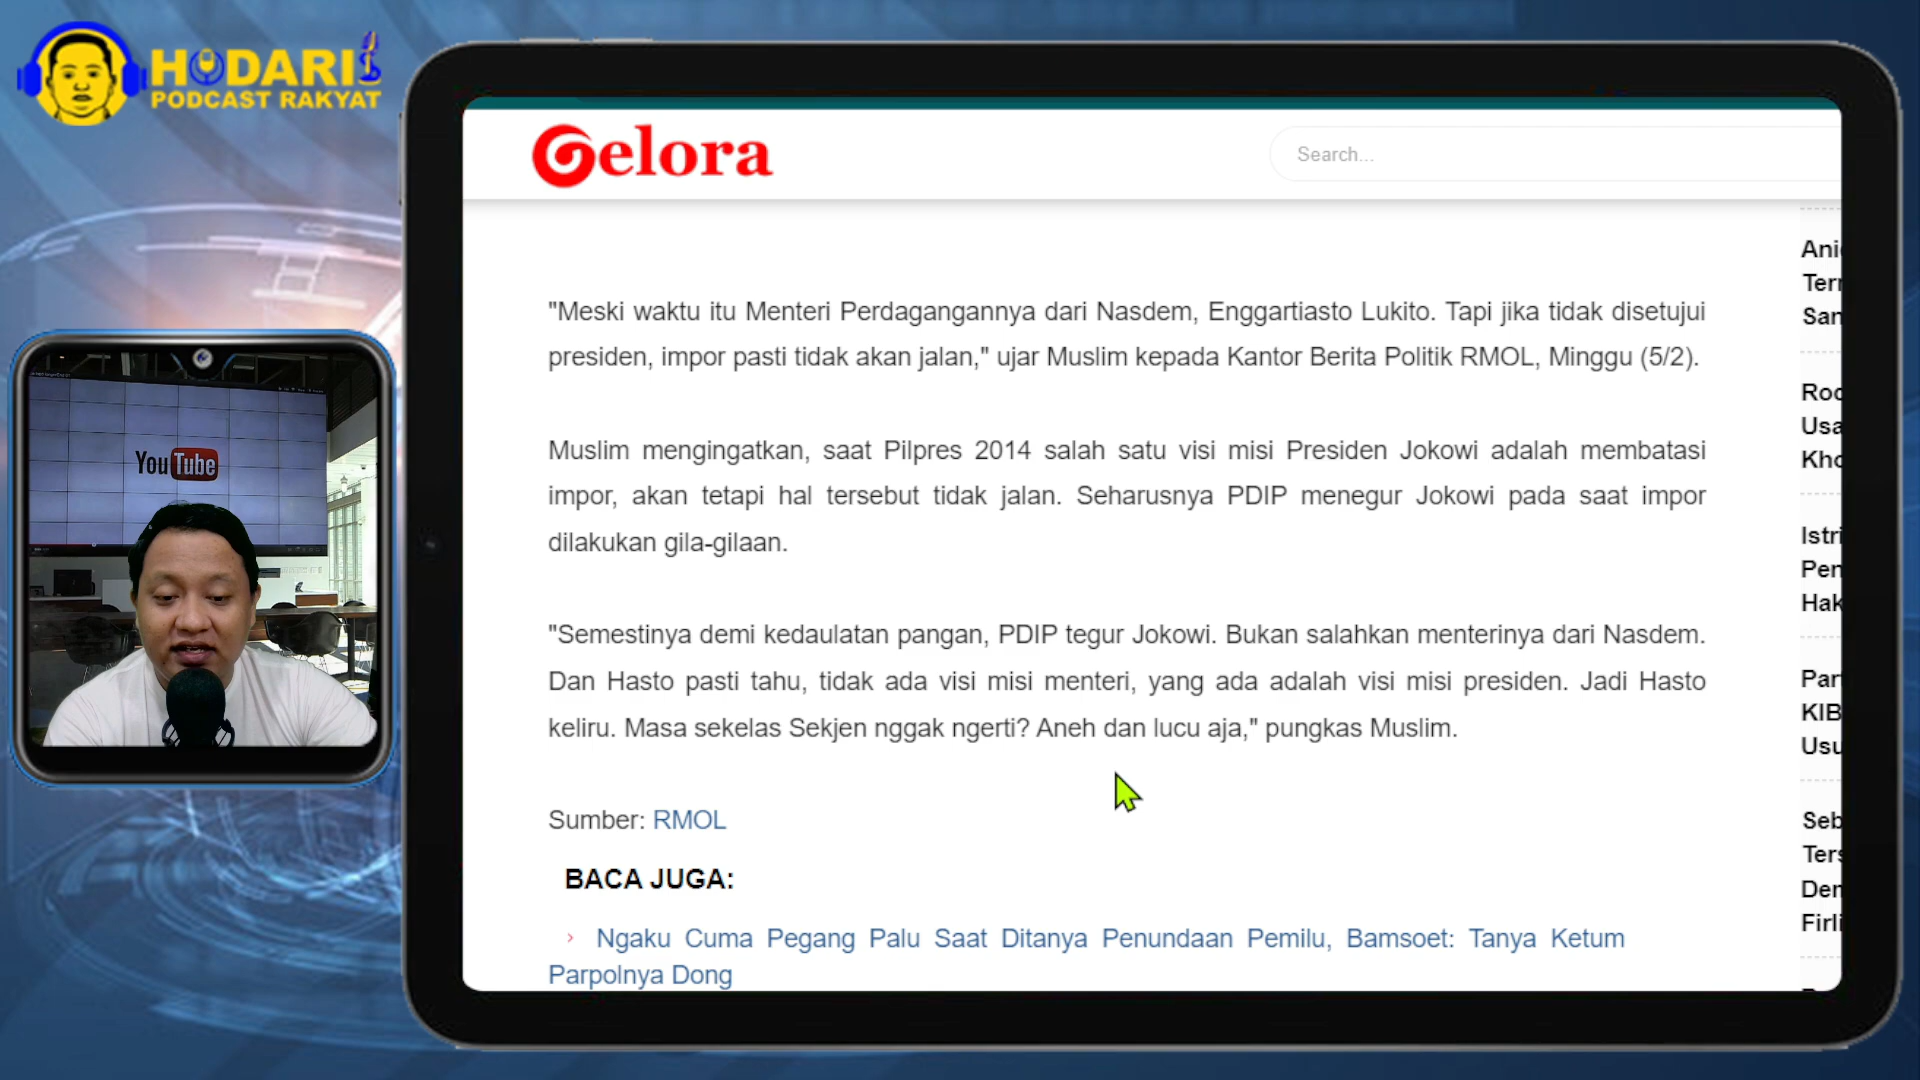 HODARI
PODCAST RAKYAT
YouTube
Gelora
Search...
"Meski waktu itu Menteri Perdagangannya dari Nasdem, Enggartiasto Lukito. Tapi jika tidak disetujui
presiden, impor pasti tidak akan jalan," ujar Muslim kepada Kantor Berita Politik RMOL, Minggu (5/2).
Muslim mengingatkan, saat Pilpres 2014 salah satu visi misi Presiden Jokowi adalah membatasi
impor, akan tetapi hal tersebut tidak jalan. Seharusnya PDIP menegur Jokowi pada saat impor
dilakukan gila-gilaan.
"Semestinya demi kedaulatan pangan, PDIP tegur Jokowi. Bukan salahkan menterinya dari Nasdem.
Dan Hasto pasti tahu, tidak ada visi misi menteri, yang ada adalah visi misi presiden. Jadi Hasto
keliru. Masa sekelas Sekjen nggak ngerti? Aneh dan lucu aja," pungkas Muslim.
Sumber: RMOL
BACA JUGA:
Ngaku Cuma Pegang Palu Saat Ditanya Penundaan Pemilu, Bamsoet: Tanya Ketum
Parpolnya Dong
Usa
Istri
KIB
Usu
Firli